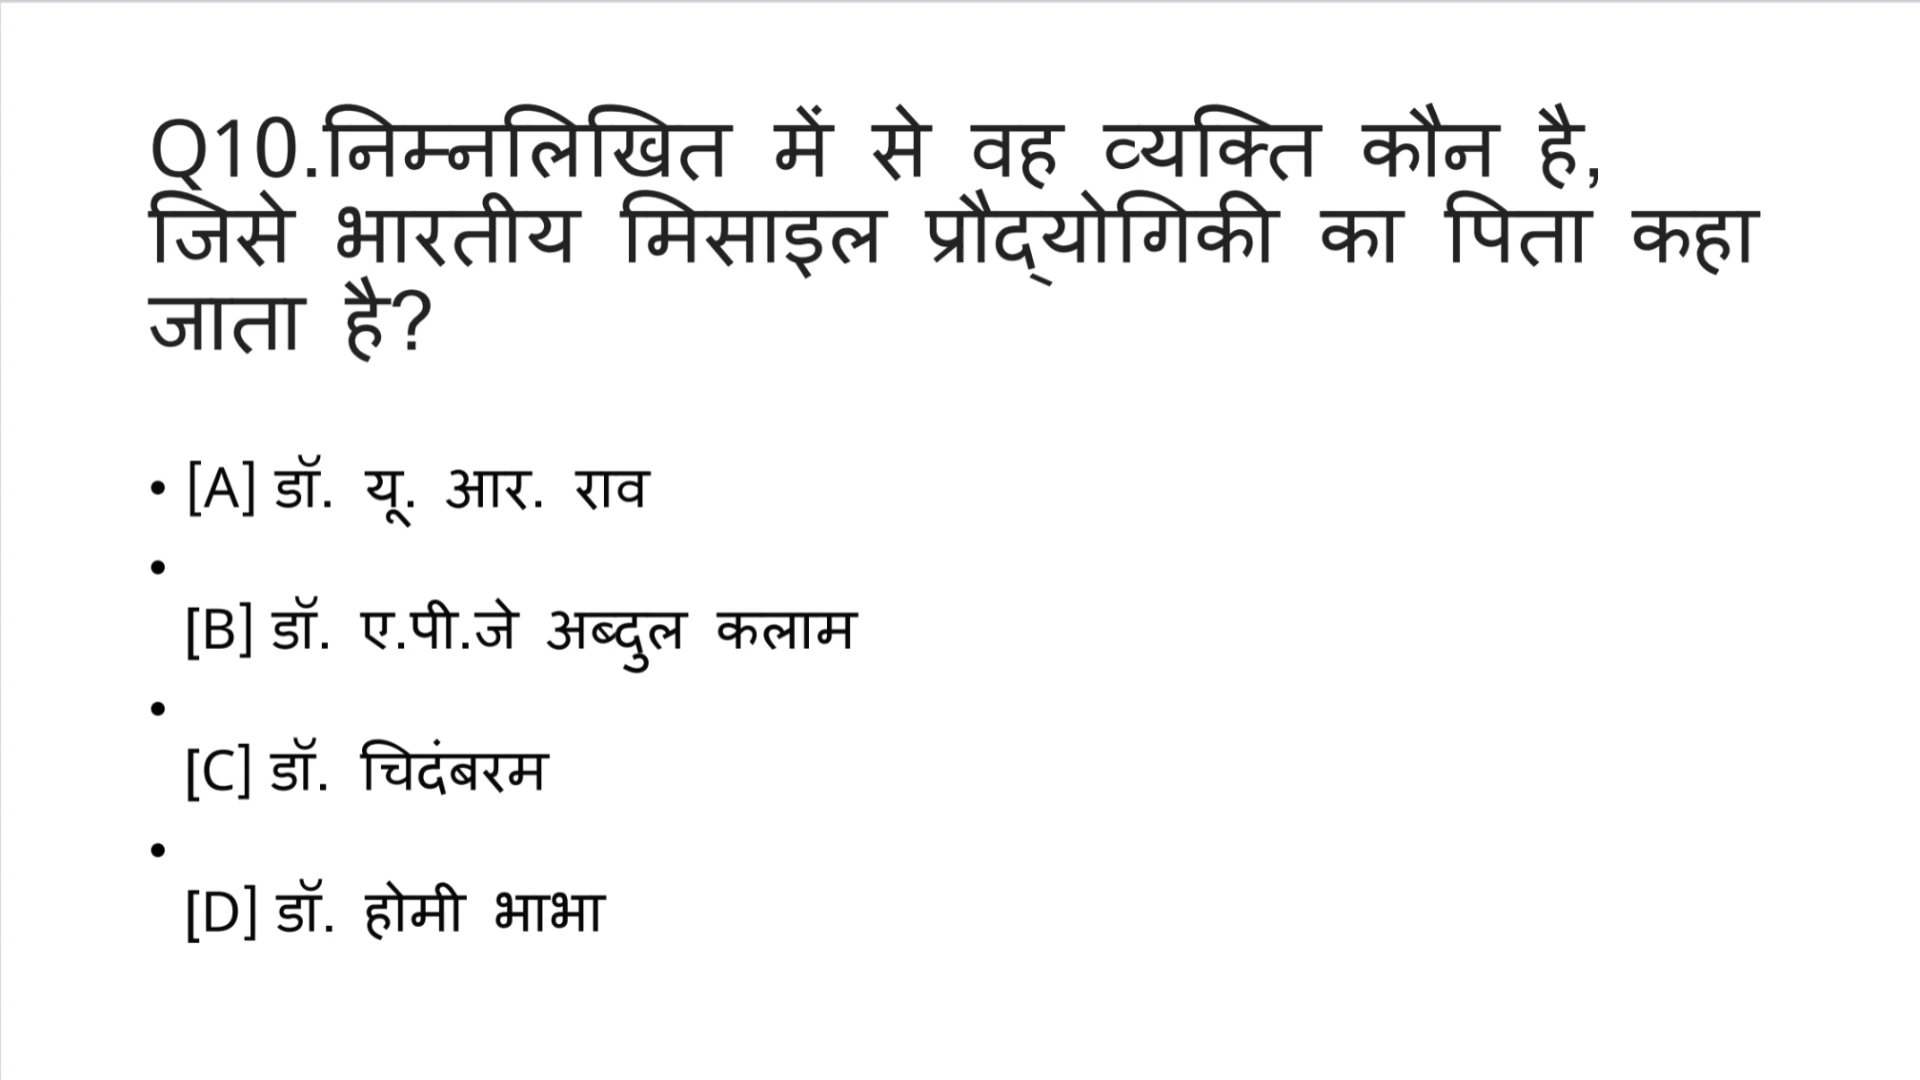 Q10.निम्नलिखित में से वह व्यक्ति कौन है,
जिसे भारतीय मिसाइल प्रौद्‌योगिकी का पिता कहा
जाता है?
• [A] डॉ. यू. आर. राव
•
[B] डॉ. ए.पी.जे अब्दुल कलाम
•
[C] डॉ. चिदंबरम
•
[D] डॉ. होमी भाभा